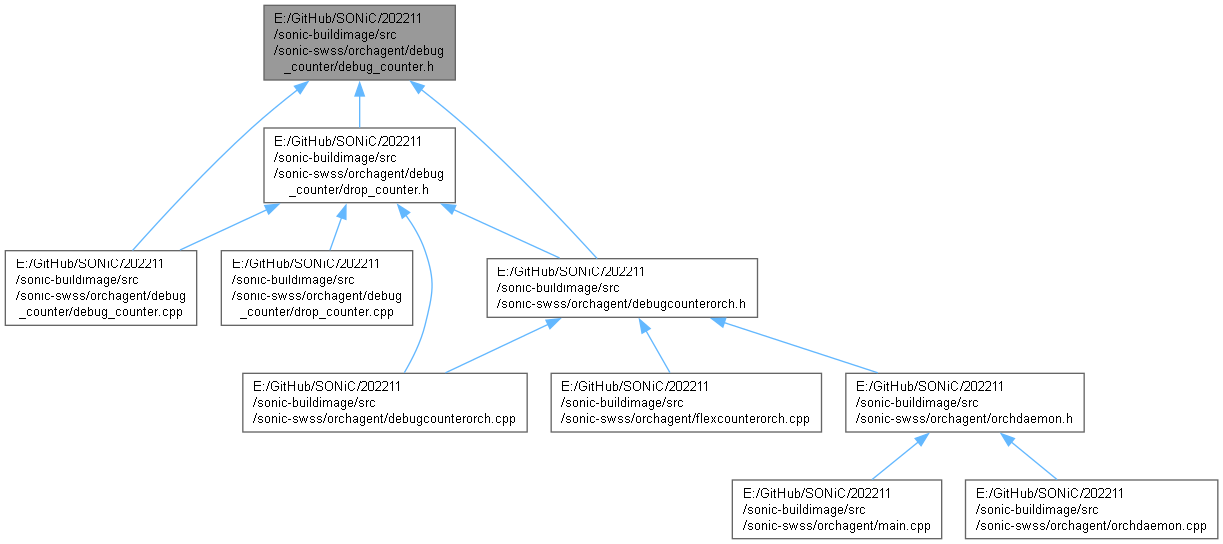 E:/GitHub/SONiC/202211
/sonic-buildimage/src
/sonic-swss/orchagent/debug
_counter/debug_counter.h
E:/GitHub/SONiC/202211
/sonic-buildimage/src
/sonic-swss/orchagent/debug
_counter/drop_counter.h
E:/GitHub/SONiC/202211
/sonic-buildimage/src
/sonic-swss/orchagent/debug
_counter/debug_counter.cpp
E:/GitHub/SONiC/202211
/sonic-buildimage/src
/sonic-swss/orchagent/debug
_counter/drop_counter.cpp
E:/GitHub/SONiC/202211
/sonic-buildimage/src
/sonic-swss/orchagent/debugcounterorch.h
E:/GitHub/SONiC/202211
/sonic-buildimage/src
/sonic-swss/orchagent/debugcounterorch.cpp
E:/GitHub/SONiC/202211
/sonic-buildimage/src
/sonic-swss/orchagent/flexcounterorch.cpp
E:/GitHub/SONiC/202211
/sonic-buildimage/src
/sonic-swss/orchagent/orchdaemon.h
E:/GitHub/SONiC/202211
/sonic-buildimage/src
/sonic-swss/orchagent/main.cpp
E:/GitHub/SONiC/202211
/sonic-buildimage/src
/sonic-swss/orchagent/orchdaemon.cpp